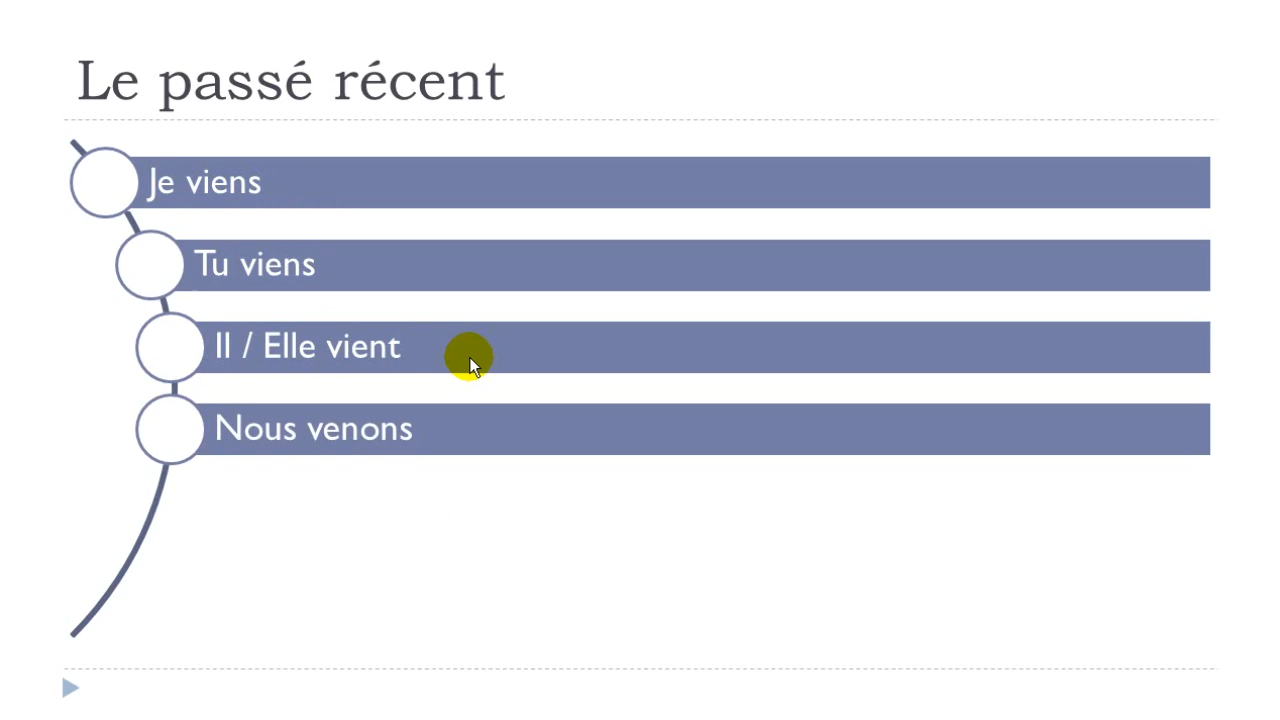 Le passé récent
Je viens
Tu viens
Il / Elle vient
Nous venons